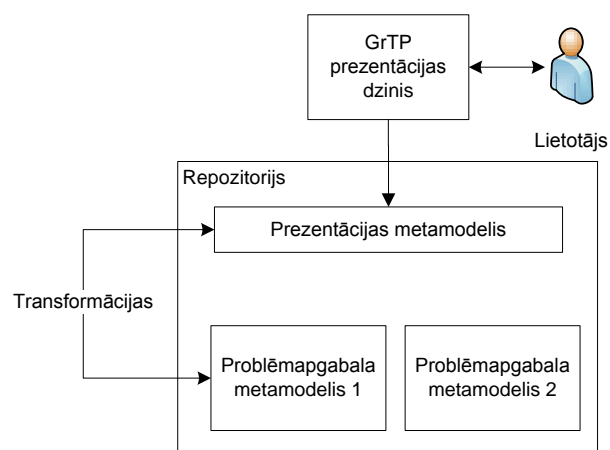 GrTP
prezentācijas
dzinis
Lietotājs
Repozitorijs
Prezentācijas metamodelis
Transformācijas
Problēmapgabala
metamodelis 1
Problēmapgabala
metamodelis 2